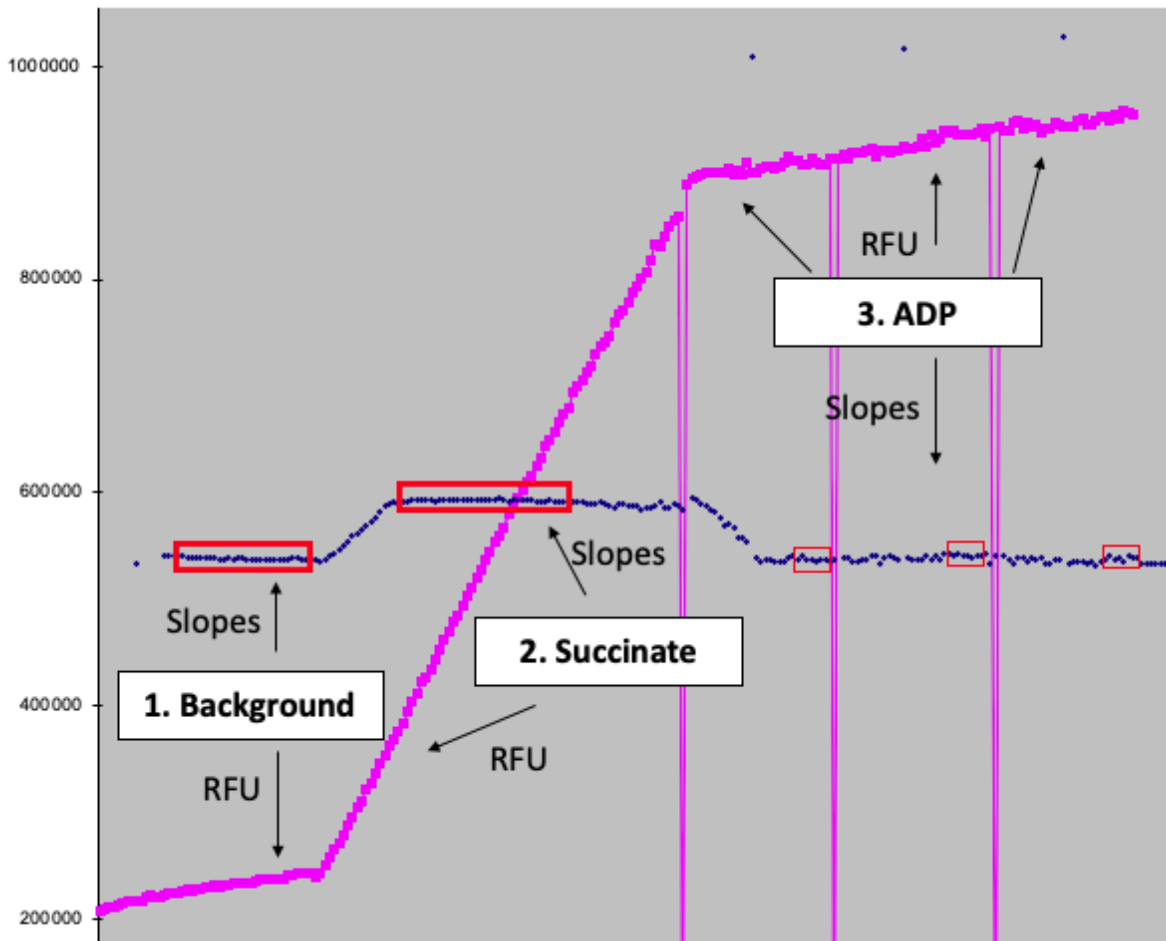 1000000
800000
600000
400000
200000
RFU
3. ADP
Slopes
Slopes
Slopes
2. Succinate
1. Background
RFU
RFU